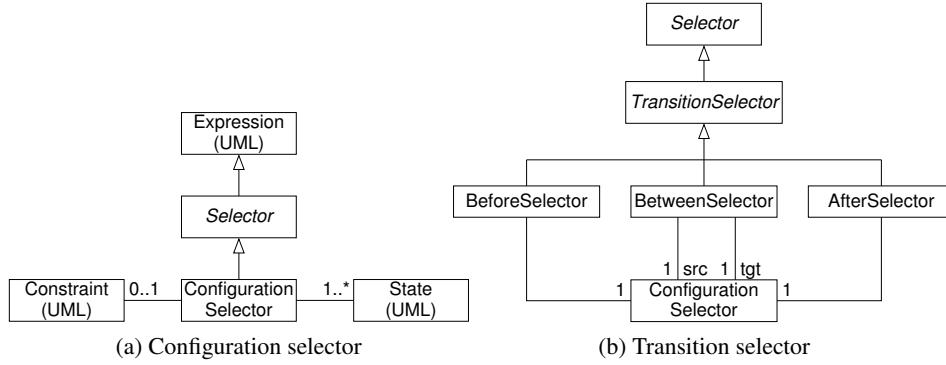 Expression
(UML)
Selector
Constraint
(UML)
0..1
Configuration
Selector
1..*
State
(UML)
(a) Configuration selector
Selector
TransitionSelector
BeforeSelector
BetweenSelector
AfterSelector
1 src 1 tgt
1
Configuration
Selector
1
(b) Transition selector